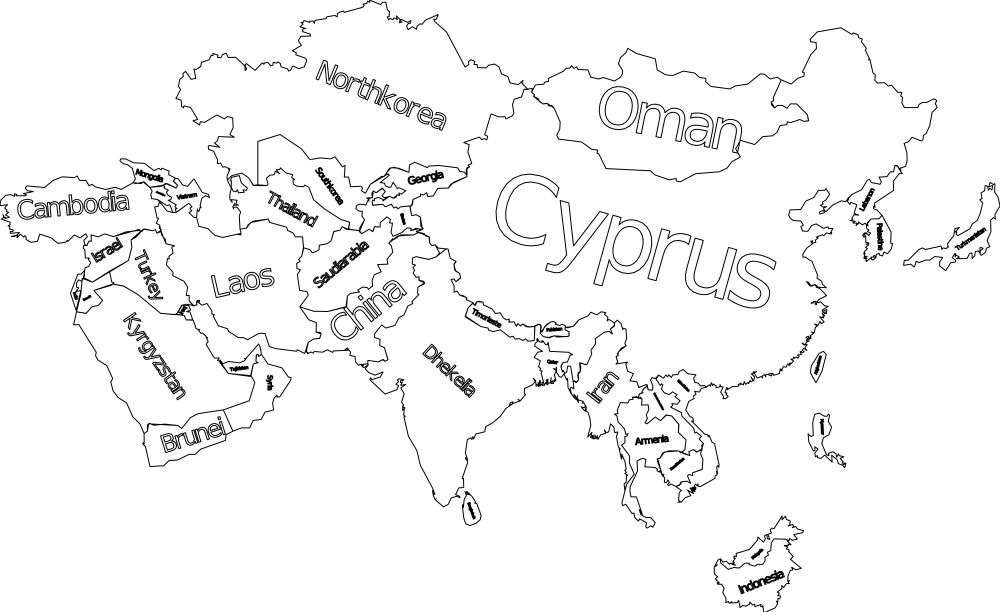 Northkorea
Oman
Mongolia
Vietnam
Georgia
Southkorea
Cambodia
Thailand
Lebanon
Palestine
Turkmenistan
Cyprus
Israel
Turkey
Saudiarabia
Laos
China
Kyrgyzstan
Timorleste
Pakistan
Qatar
Tajikistan
Syria
Dhekelia
Iran
Brunei
Armenia
Indonesia